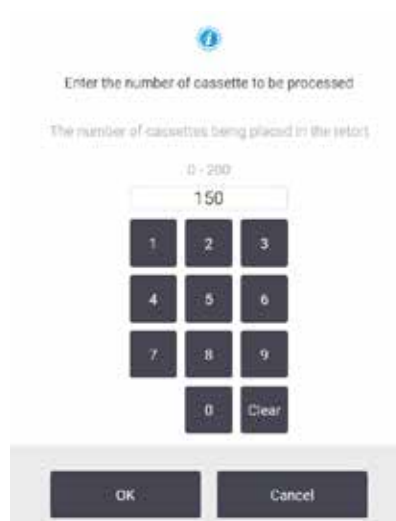 Enter the number of cassette to be processed
The number of cassettes being placed in the retort
0 - 200
150
1 2 3
4 5 6
7 8 9
0 Clear
OK Cancel